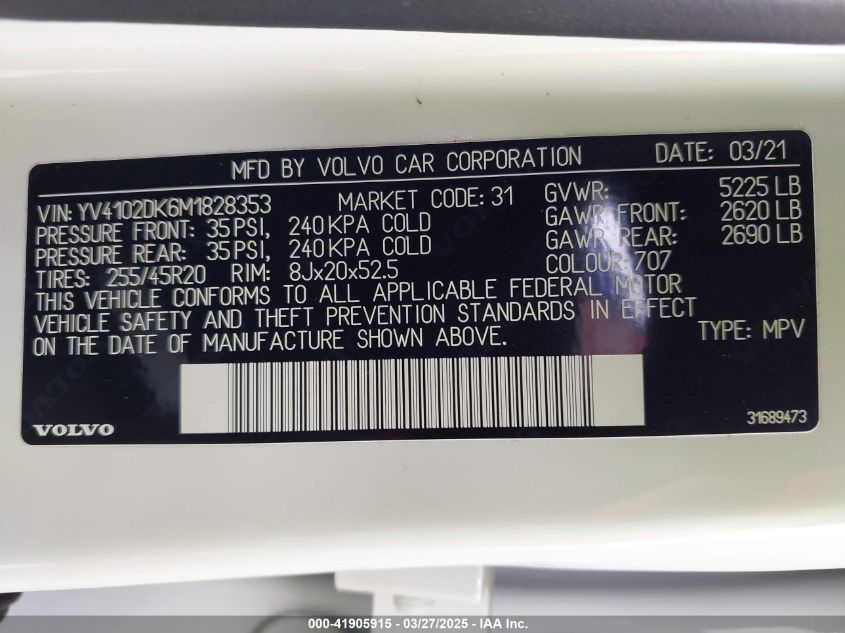 MFD BY VOLVO CAR CORPORATION DATE: 03/21
VIN: YV4102DK6M1828353 MARKET CODE: 31 GVWR: 5225 LB
PRESSURE FRONT: 35 PSI, 240 KPA COLD GAWR FRONT: 2620 LB
PRESSURE REAR: 35 PSI, 240 KPA COLD GAWR REAR: 2690 LB
TIRES: 255/45R20 RIM: 8Jx20x52.5 COLOUR: 707
THIS VEHICLE CONFORMS TO ALL APPLICABLE FEDERAL MOTOR
VEHICLE SAFETY AND THEFT PREVENTION STANDARDS IN EFFECT
ON THE DATE OF MANUFACTURE SHOWN ABOVE. TYPE: MPV
VOLVO 31689473
000-41905915 - 03/27/2025 - IAA Inc.